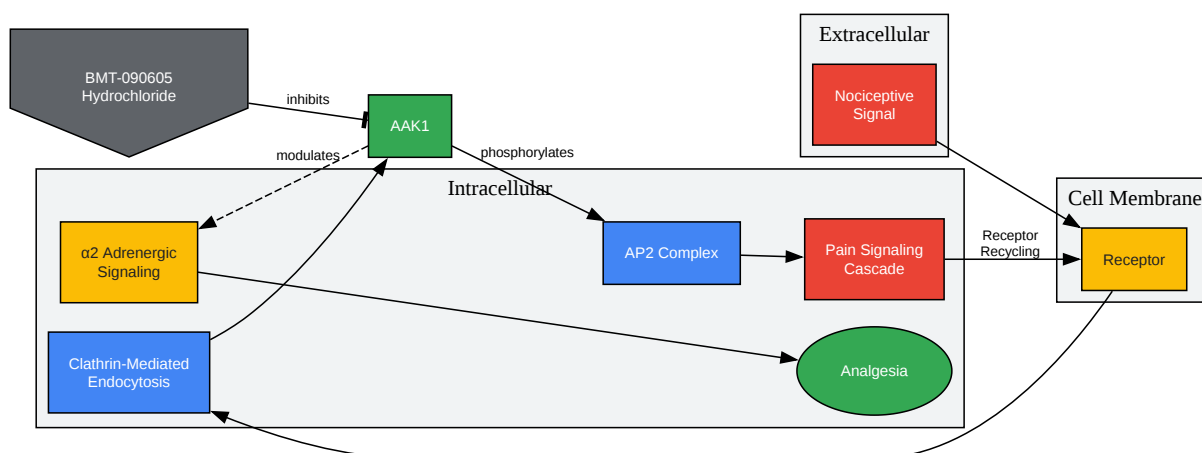 Extracellular
BMT-090605
Hydrochloride
inhibits
Nociceptive
Signal
AAK1
modulates
phosphorylates
Intracellular
Cell Membrane
α2 Adrenergic
Signaling
AP2 Complex
Pain Signaling
Cascade
Receptor
Recycling
Receptor
Clathrin-Mediated
Endocytosis
Analgesia